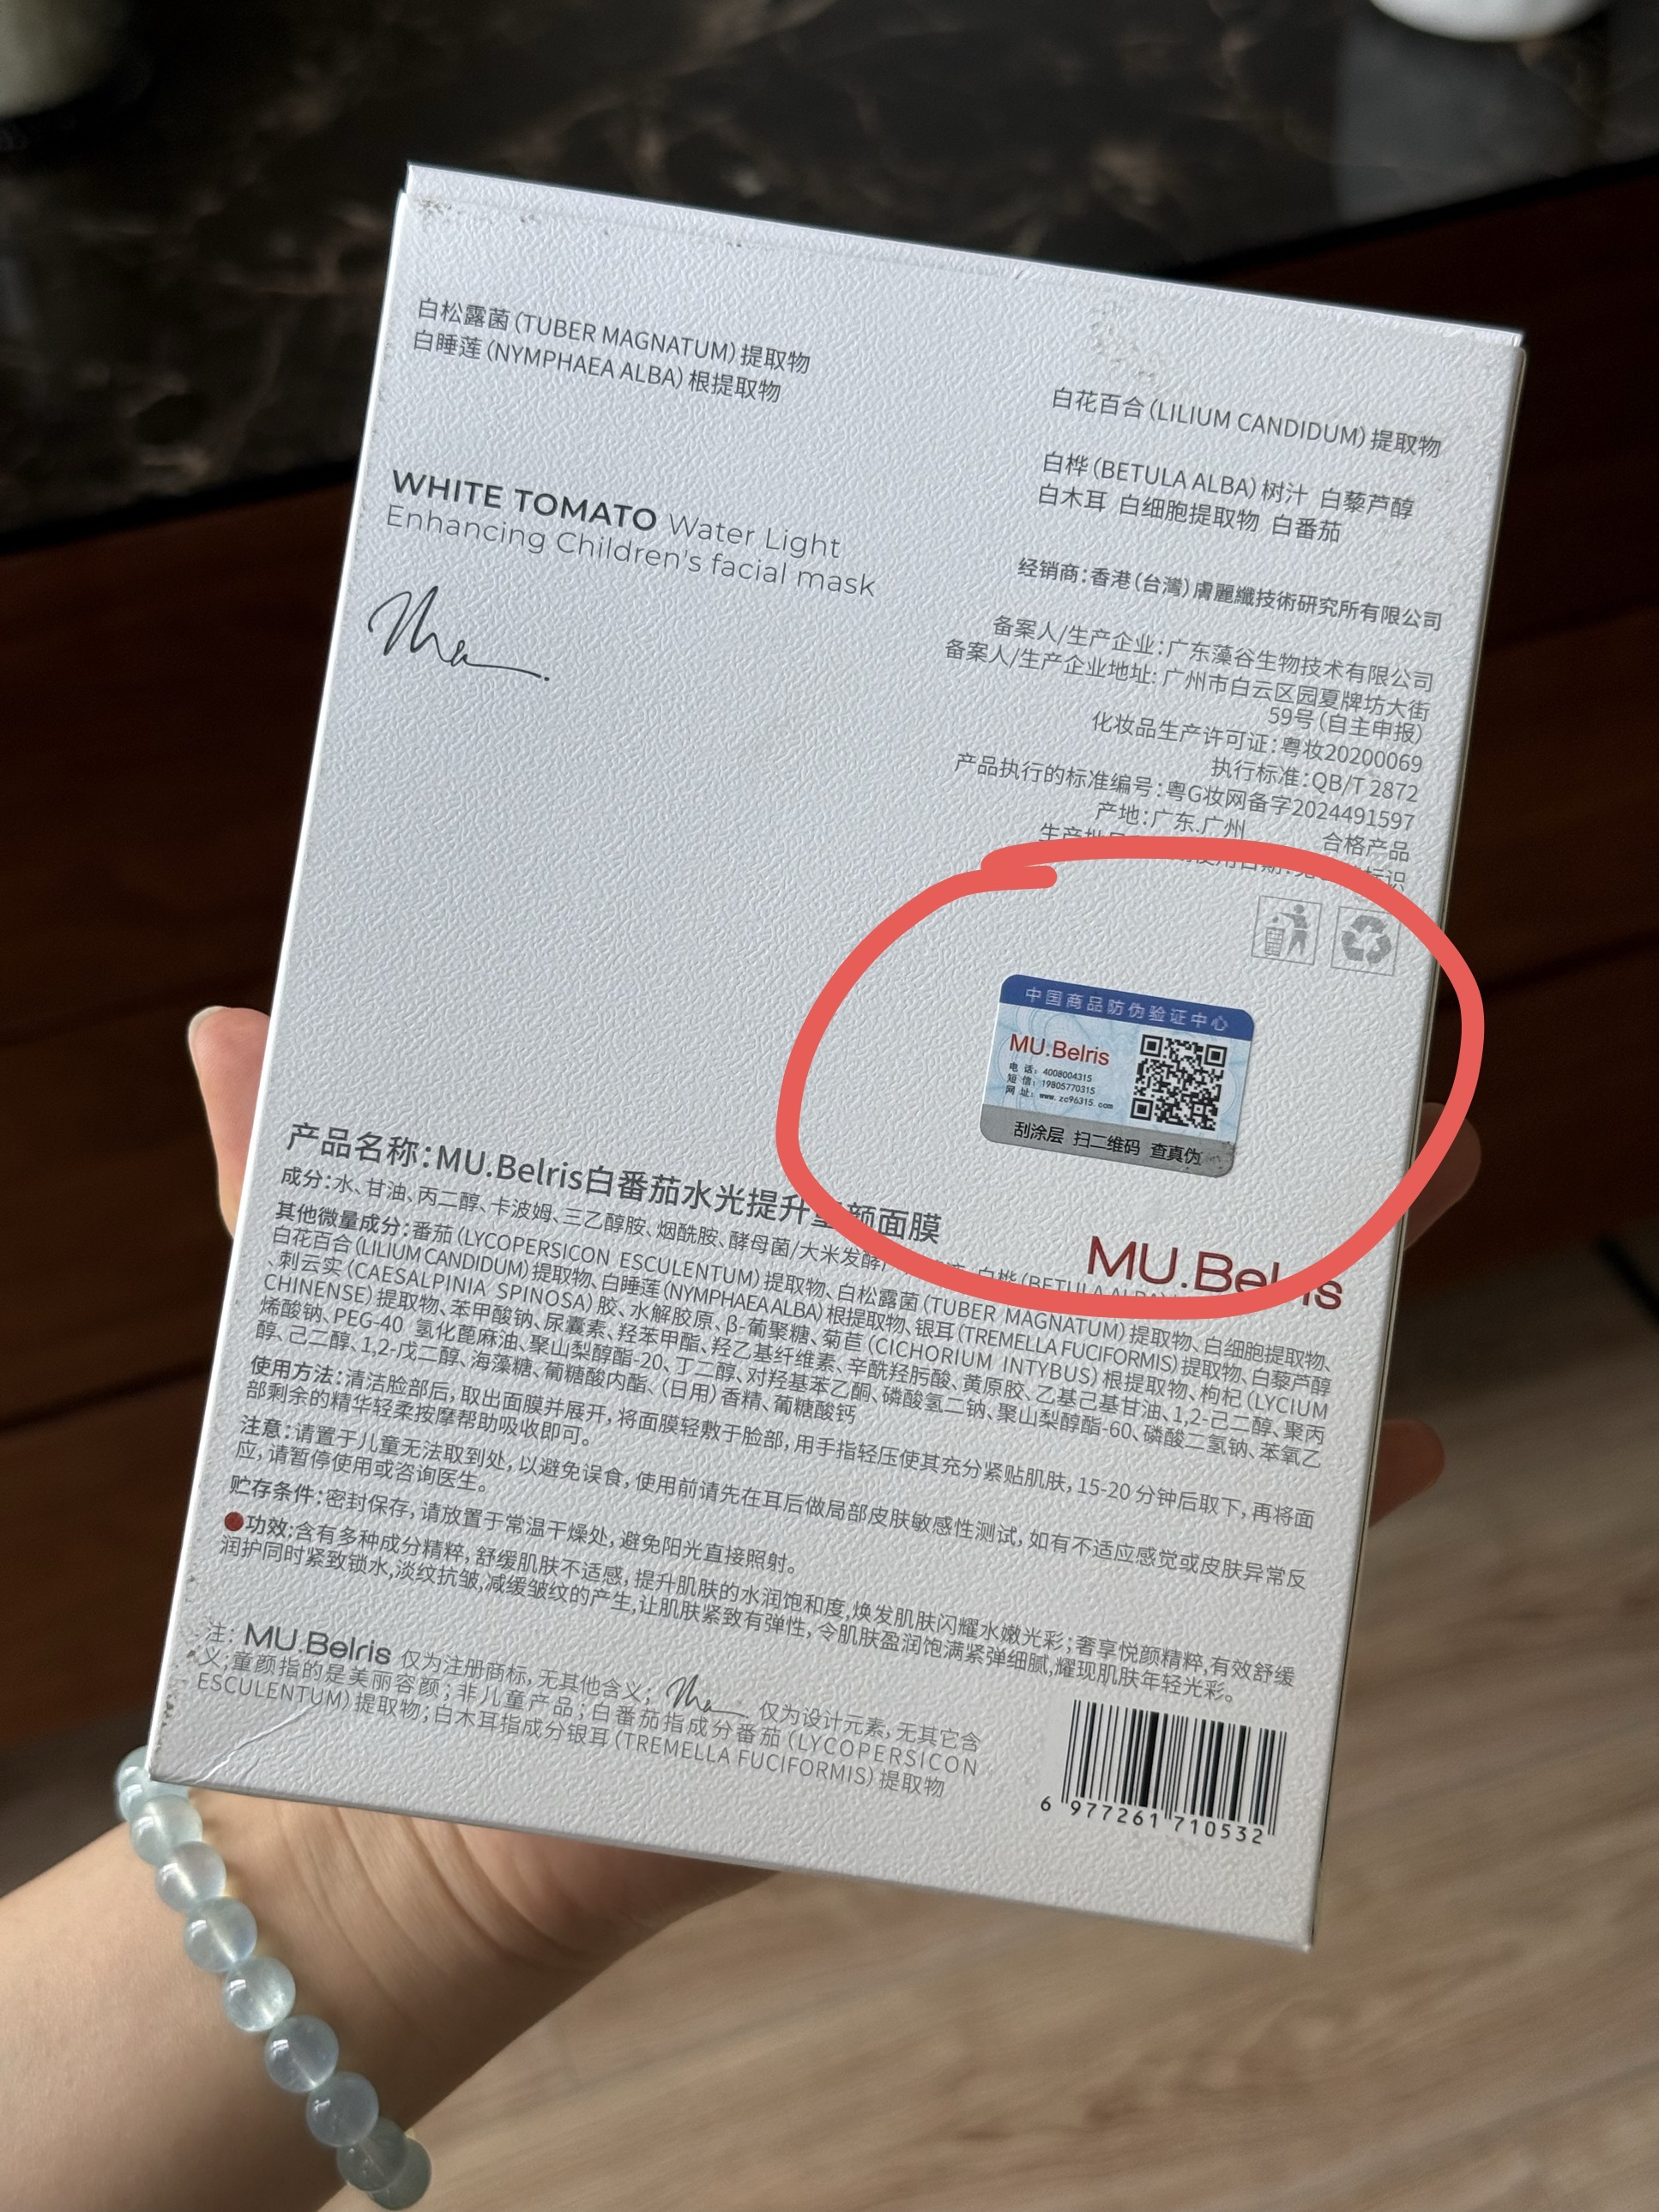 白松露菌(TUBER MAGNATUM)提取物
白睡莲(NYMPHAEA ALBA)根提取物
白花百合(LILIUM CANDIDUM)提取物
白桦(BETULA ALBA)树汁 白藜芦醇
白木耳 白细胞提取物 白番茄
WHITE TOMATO Water Light
Enhancing Children's facial mask
经销商:香港(台灣)膚麗纖技術研究所有限公司
备案人/生产企业:广东藻谷生物技术有限公司
备案人/生产企业地址:广州市白云区园夏牌坊大街
59号(自主申报)
化妆品生产许可证:粤妆20200069
执行标准:QB/T 2872
产品执行的标准编号:粤G妆网备字2024491597
产地:广东.广州 合格产品
生产批 使用日期: 标识
中国商品防伪验证中心
MU.Belris
电话: 4008004315
短信: 19805770315
网址: www.zc96315.com
刮涂层 扫二维码 查真伪
MU.Belris
产品名称:MU.Belris白番茄水光提升 颜面膜
成分:水、甘油、丙二醇、卡波姆、三乙醇胺、烟酰胺、酵母菌/大米发酵 白桦(BETULA ALBA)
其他微量成分:番茄(LYCOPERSICON ESCULENTUM)提取物、白松露菌(TUBER MAGNATUM)提取物、白细胞提取物、
白花百合(LILIUM CANDIDUM)提取物、白睡莲(NYMPHAEA ALBA)根提取物、银耳(TREMELLA FUCIFORMIS)提取物、白藜芦醇
、刺云实(CAESALPINIA SPINOSA)胶、水解胶原、β-葡聚糖、菊苣(CICHORIUM INTYBUS)根提取物、枸杞(LYCIUM
CHINENSE)提取物、苯甲酸钠、尿囊素、羟苯甲酯、羟乙基纤维素、辛酰羟肟酸、黄原胶、乙基己基甘油、1,2-己二醇、聚丙
烯酸钠、PEG-40 氢化蓖麻油、聚山梨醇酯-20、丁二醇、对羟基苯乙酮、磷酸氢二钠、聚山梨醇酯-60、磷酸二氢钠、苯氧乙
醇、己二醇、1,2-戊二醇、海藻糖、葡糖酸内酯、(日用)香精、葡糖酸钙
使用方法:清洁脸部后,取出面膜并展开,将面膜轻敷于脸部,用手指轻压使其充分紧贴肌肤,15-20分钟后取下,再将面
部剩余的精华轻柔按摩帮助吸收即可。
注意:请置于儿童无法取到处,以避免误食,使用前请先在耳后做局部皮肤敏感性测试,如有不适应感觉或皮肤异常反
应,请暂停使用或咨询医生。
贮存条件:密封保存,请放置于常温干燥处,避免阳光直接照射。
●功效:含有多种成分精粹,舒缓肌肤不适感,提升肌肤的水润饱和度,焕发肌肤闪耀水嫩光彩;奢享悦颜精粹,有效舒缓
润护同时紧致锁水,淡纹抗皱,减缓皱纹的产生,让肌肤紧致有弹性,令肌肤盈润饱满紧弹细腻,耀现肌肤年轻光彩。
注: MU.Belris 仅为注册商标,无其他含义; 仅为设计元素,无其它含
义;童颜指的是美丽容颜;非儿童产品;白番茄指成分番茄(LYCOPERSICON
ESCULENTUM)提取物;白木耳指成分银耳(TREMELLA FUCIFORMIS)提取物
6 977261 710532